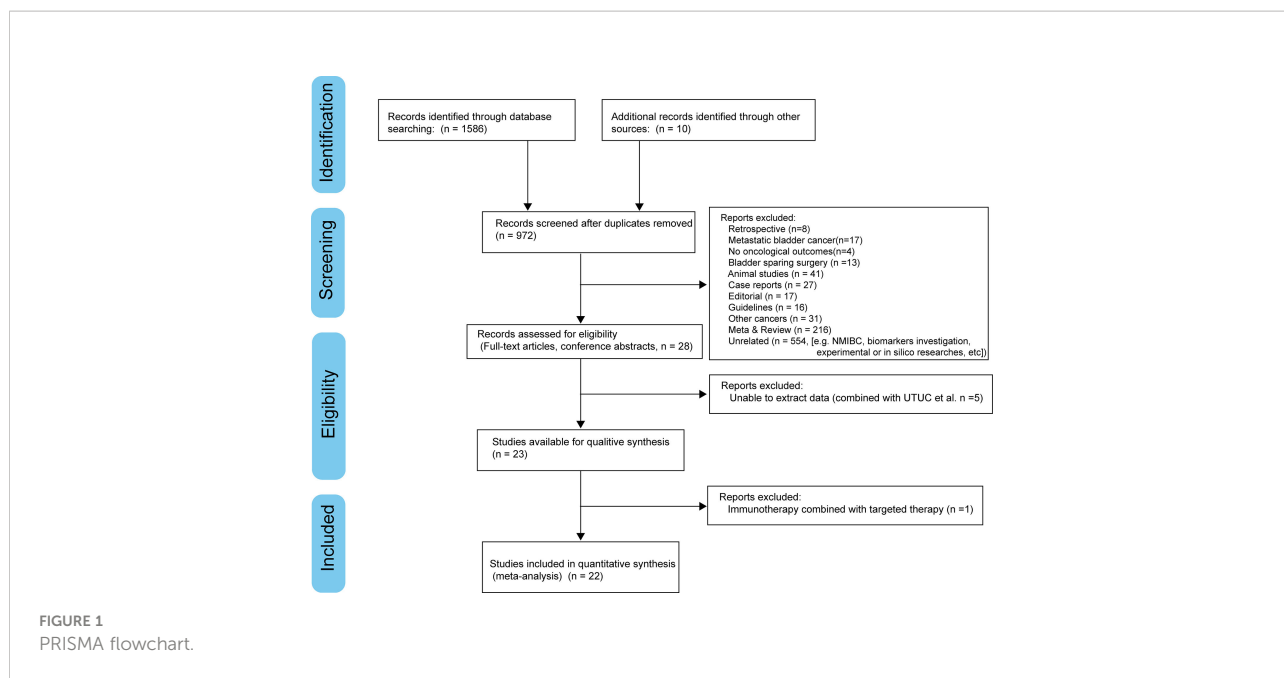 Identification
Records identified through database
searching: (n = 1586)
Additional records identified through other
sources: (n = 10)
Screening
Records screened after duplicates removed
(n = 972)
Reports excluded:
Retrospective (n=8)
Metastatic bladder cancer(n=17)
No oncological outcomes(n=4)
Bladder sparing surgery (n =13)
Animal studies (n = 41)
Case reports (n = 27)
Editorial (n = 17)
Guidelines (n = 16)
Other cancers (n = 31)
Meta & Review (n = 216)
Unrelated (n = 554, [e.g. NMIBC, biomarkers investigation,
experimental or in silico researches, etc])
Eligibility
Records assessed for eligibility
(Full-text articles, conference abstracts, n = 28)
Reports excluded:
Unable to extract data (combined with UTUC et al. n =5)
Studies available for qualitive synthesis
(n = 23)
Included
Reports excluded:
Immunotherapy combined with targeted therapy (n =1)
Studies included in quantitative synthesis
(meta-analysis) (n = 22)
FIGURE 1
PRISMA flowchart.